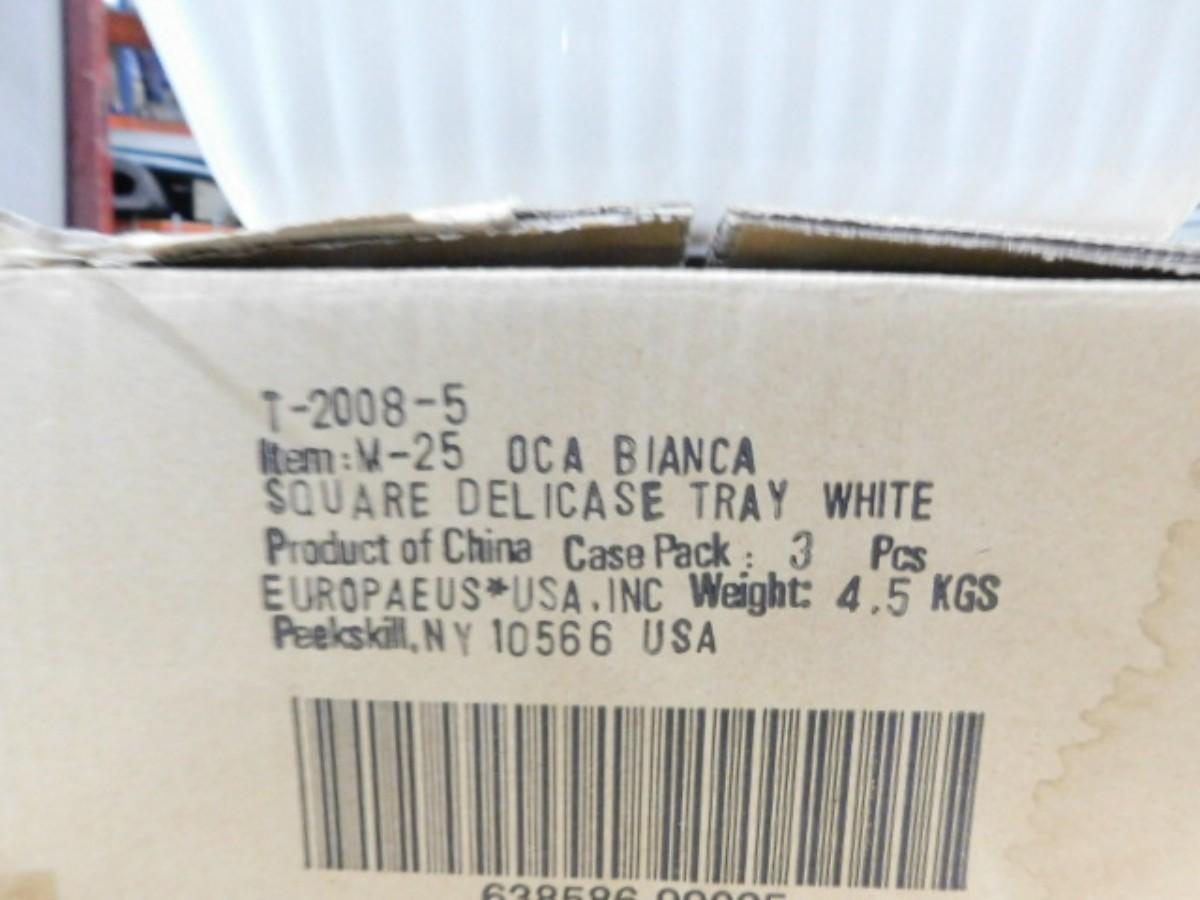 T-2008-5
Item:M-25 OCA BIANCA
SQUARE DELICASE TRAY WHITE
Product of China Case Pack: 3 Pcs
EUROPAEUS*USA.INC Weight: 4.5 KGS
Peekskill, NY 10566 USA
638586